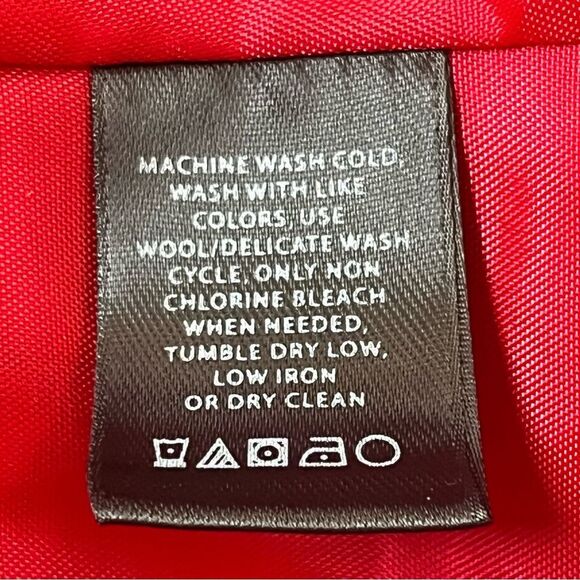 MACHINE WASH COLD,
WASH WITH LIKE
COLORS, USE
WOOL/DELICATE WASH
CYCLE, ONLY NON
CHLORINE BLEACH
WHEN NEEDED,
TUMBLE DRY LOW,
LOW IRON
OR DRY CLEAN